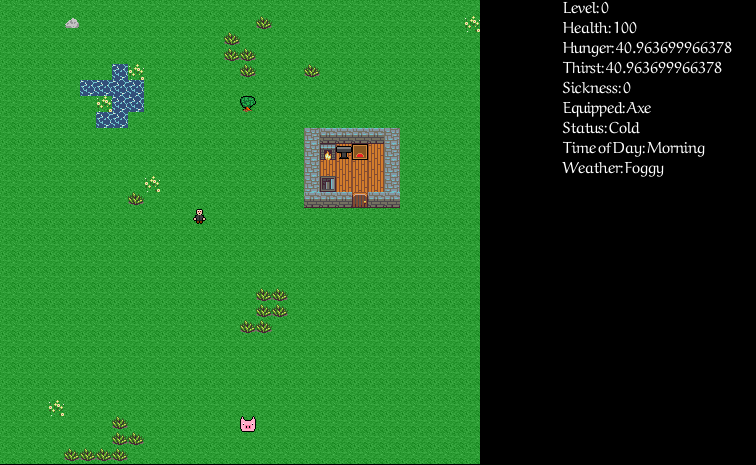 Level: 0
Health: 100
Hunger: 40.963699966378
Thirst: 40.963699966378
Sickness: 0
Equipped: Axe
Status: Cold
Time of Day: Morning
Weather: Foggy